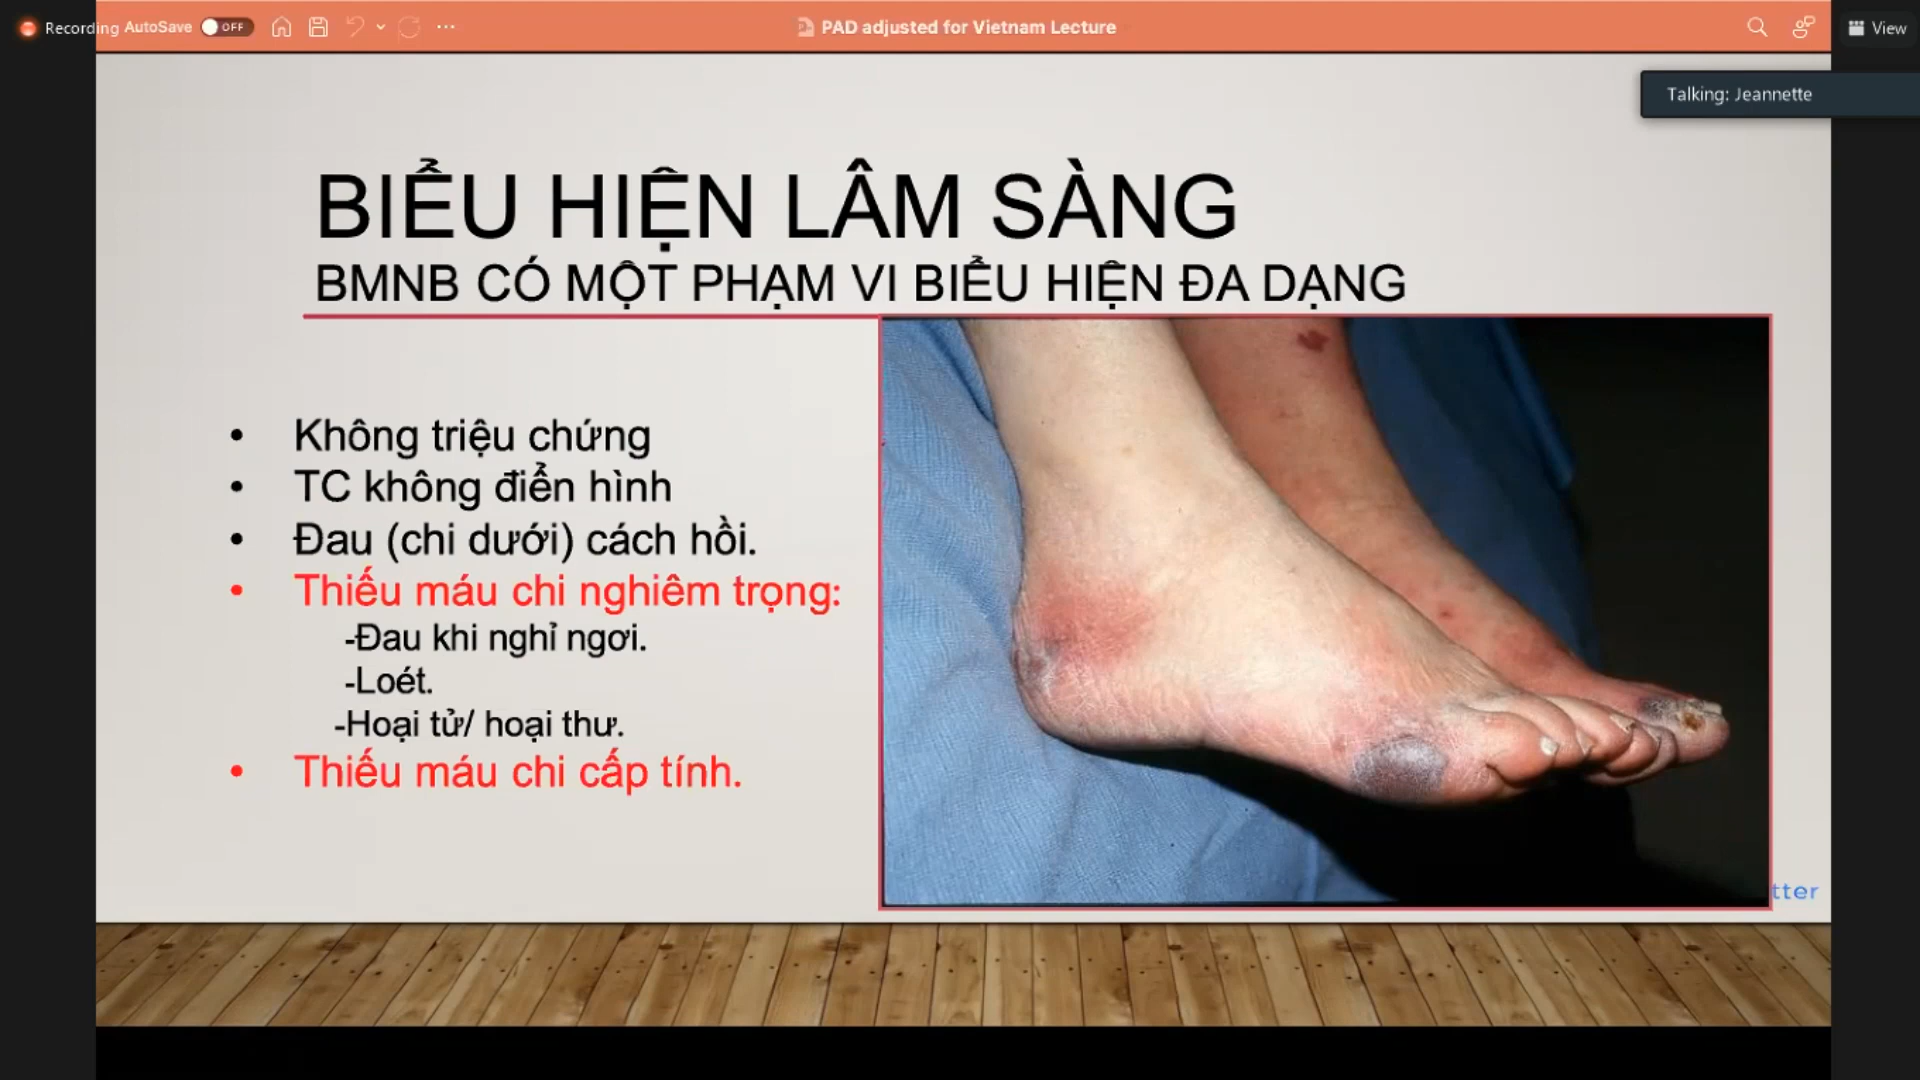 Recording AutoSave OFF ... PAD adjusted for Vietnam Lecture View
Talking: Jeannette
BIỂU HIỆN LÂM SÀNG
BMNB CÓ MỘT PHẠM VI BIỂU HIỆN ĐA DẠNG
• Không triệu chứng
• TC không điển hình
• Đau (chi dưới) cách hồi.
• Thiếu máu chi nghiêm trọng:
-Đau khi nghỉ ngơi.
-Loét.
-Hoại tử/ hoại thư.
• Thiếu máu chi cấp tính.
tter